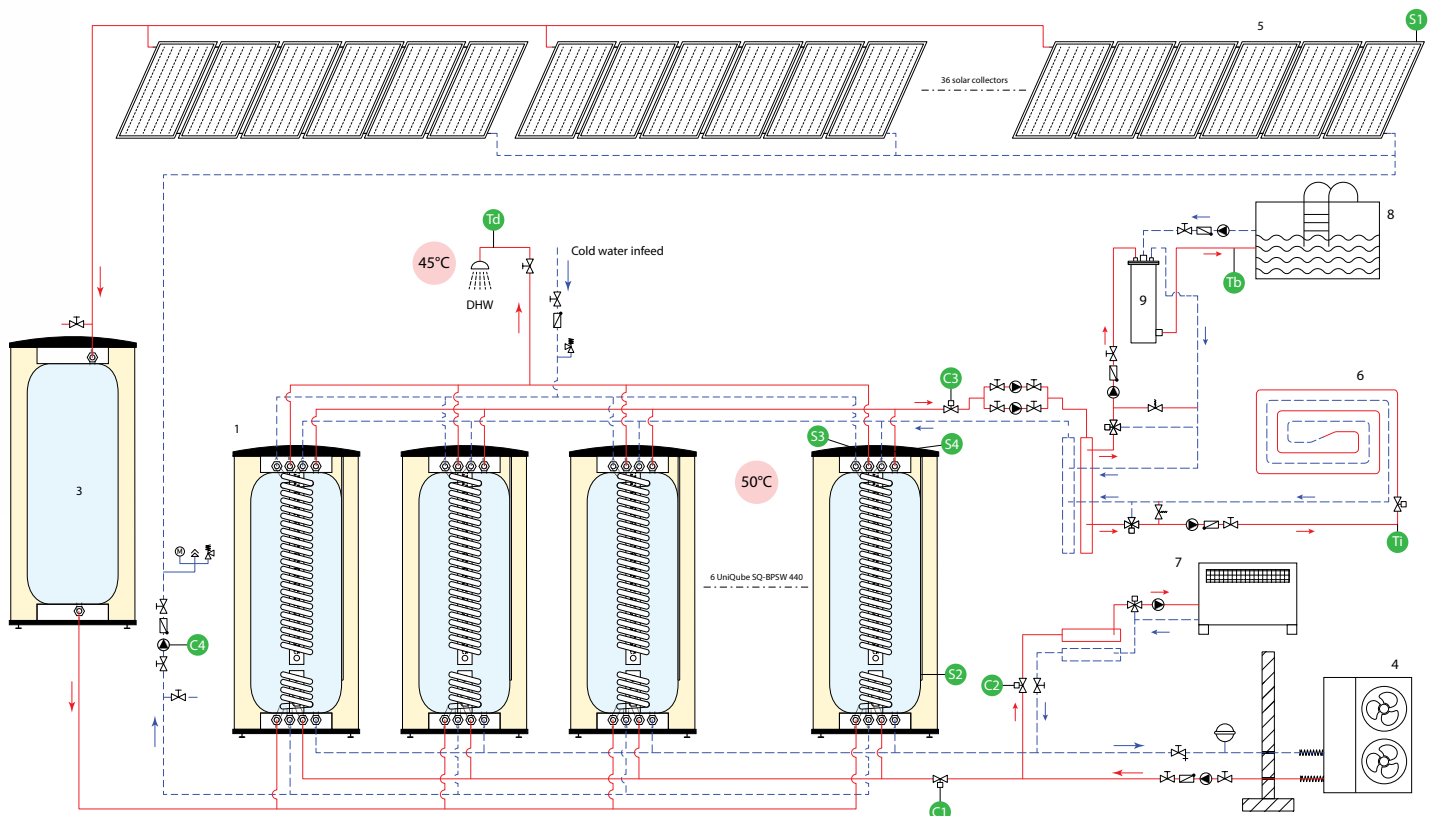 5
S1
36 solar collectors
8
Td
45°C
Cold water infeed
DHW
9
Tb
C3
6
1
S3
S4
3
50°C
Ti
M
6 UniQube SQ-BPSW 440
7
C4
S2
C2
4
C1